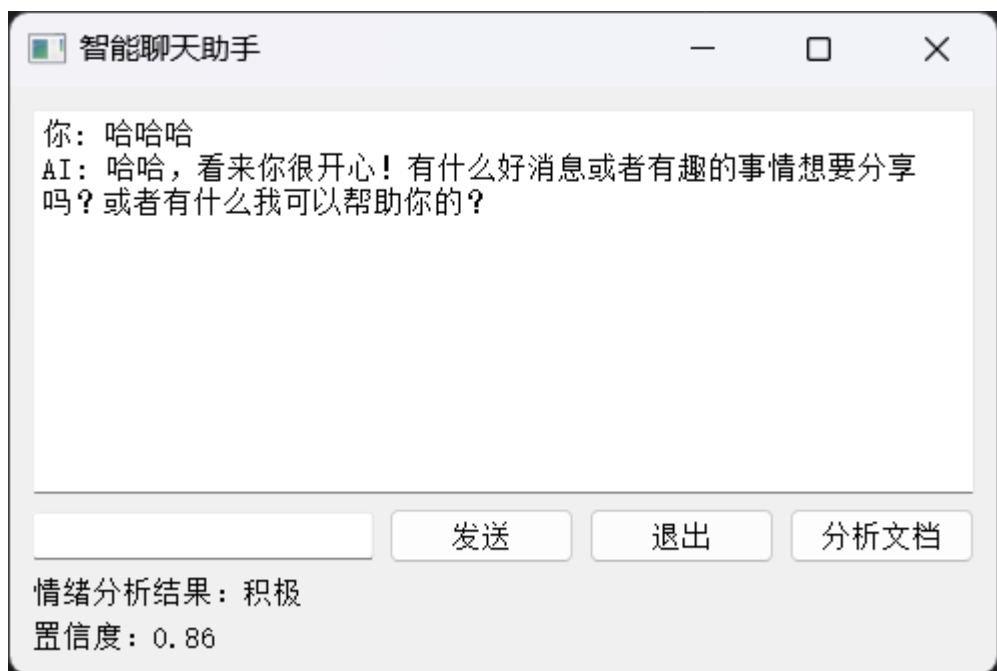 智能聊天助手
你: 哈哈哈
AI: 哈哈，看来你很开心！有什么好消息或者有趣的事情想要分享
吗？或者有什么我可以帮助你的？
发送 退出 分析文档
情绪分析结果: 积极
置信度: 0.86